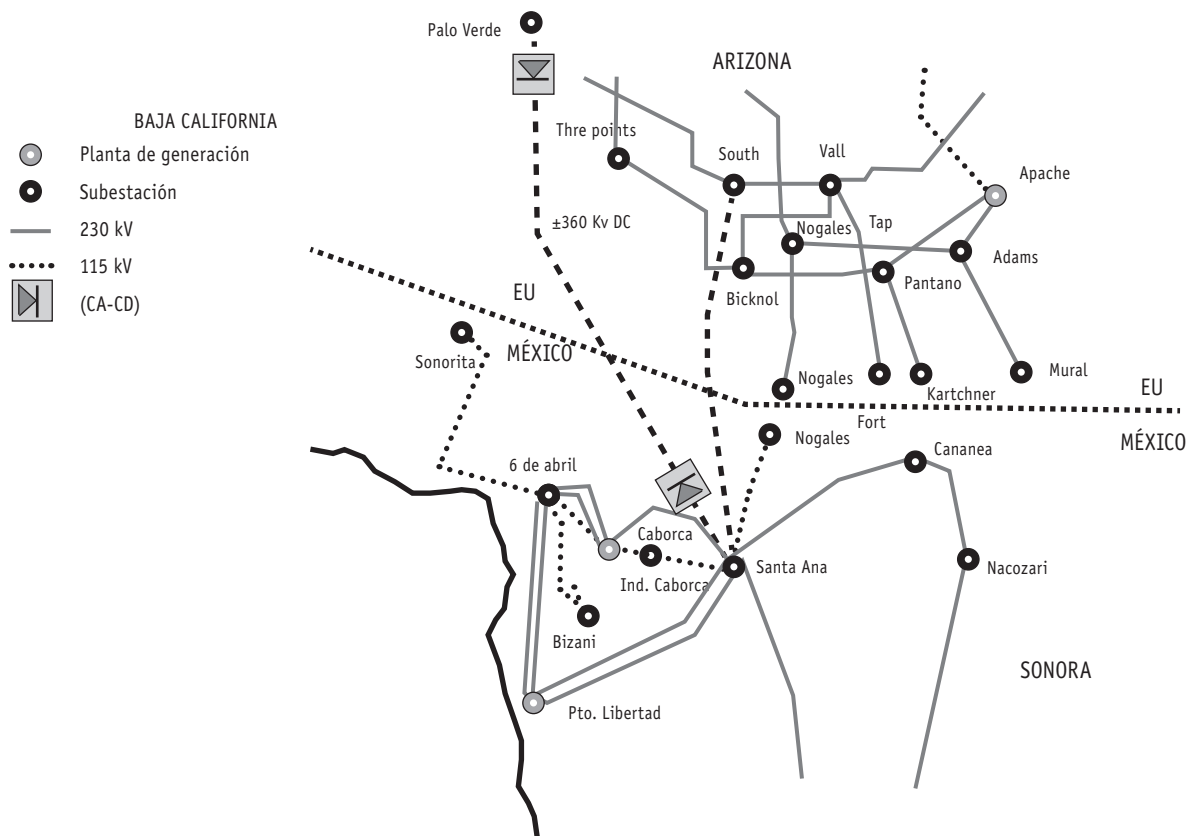 Palo Verde
ARIZONA
BAJA CALIFORNIA
Planta de generación
Subestación
230 kV
115 kV
(CA-CD)
Thre points
South
Vall
Apache
±360 Kv DC
Nogales
Tap
Adams
Pantano
Bicknol
EU
MÉXICO
Sonorita
Nogales
Kartchner
Mural
EU
Fort
MÉXICO
Nogales
Cananea
6 de abril
Caborca
Ind. Caborca
Santa Ana
Nacozari
Bizani
SONORA
Pto. Libertad